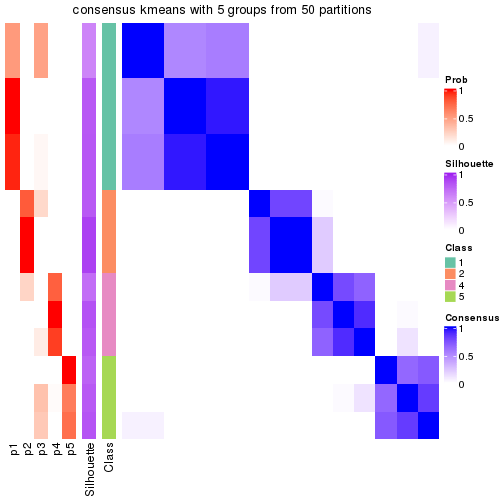 consensus kmeans with 5 groups from 50 partitions
Prob
1
0.5
0
Silhouette
1
0.5
0
Class
1
2
4
5
Consensus
1
0.5
0
p1
p2
p3
p4
p5
Silhouette
Class